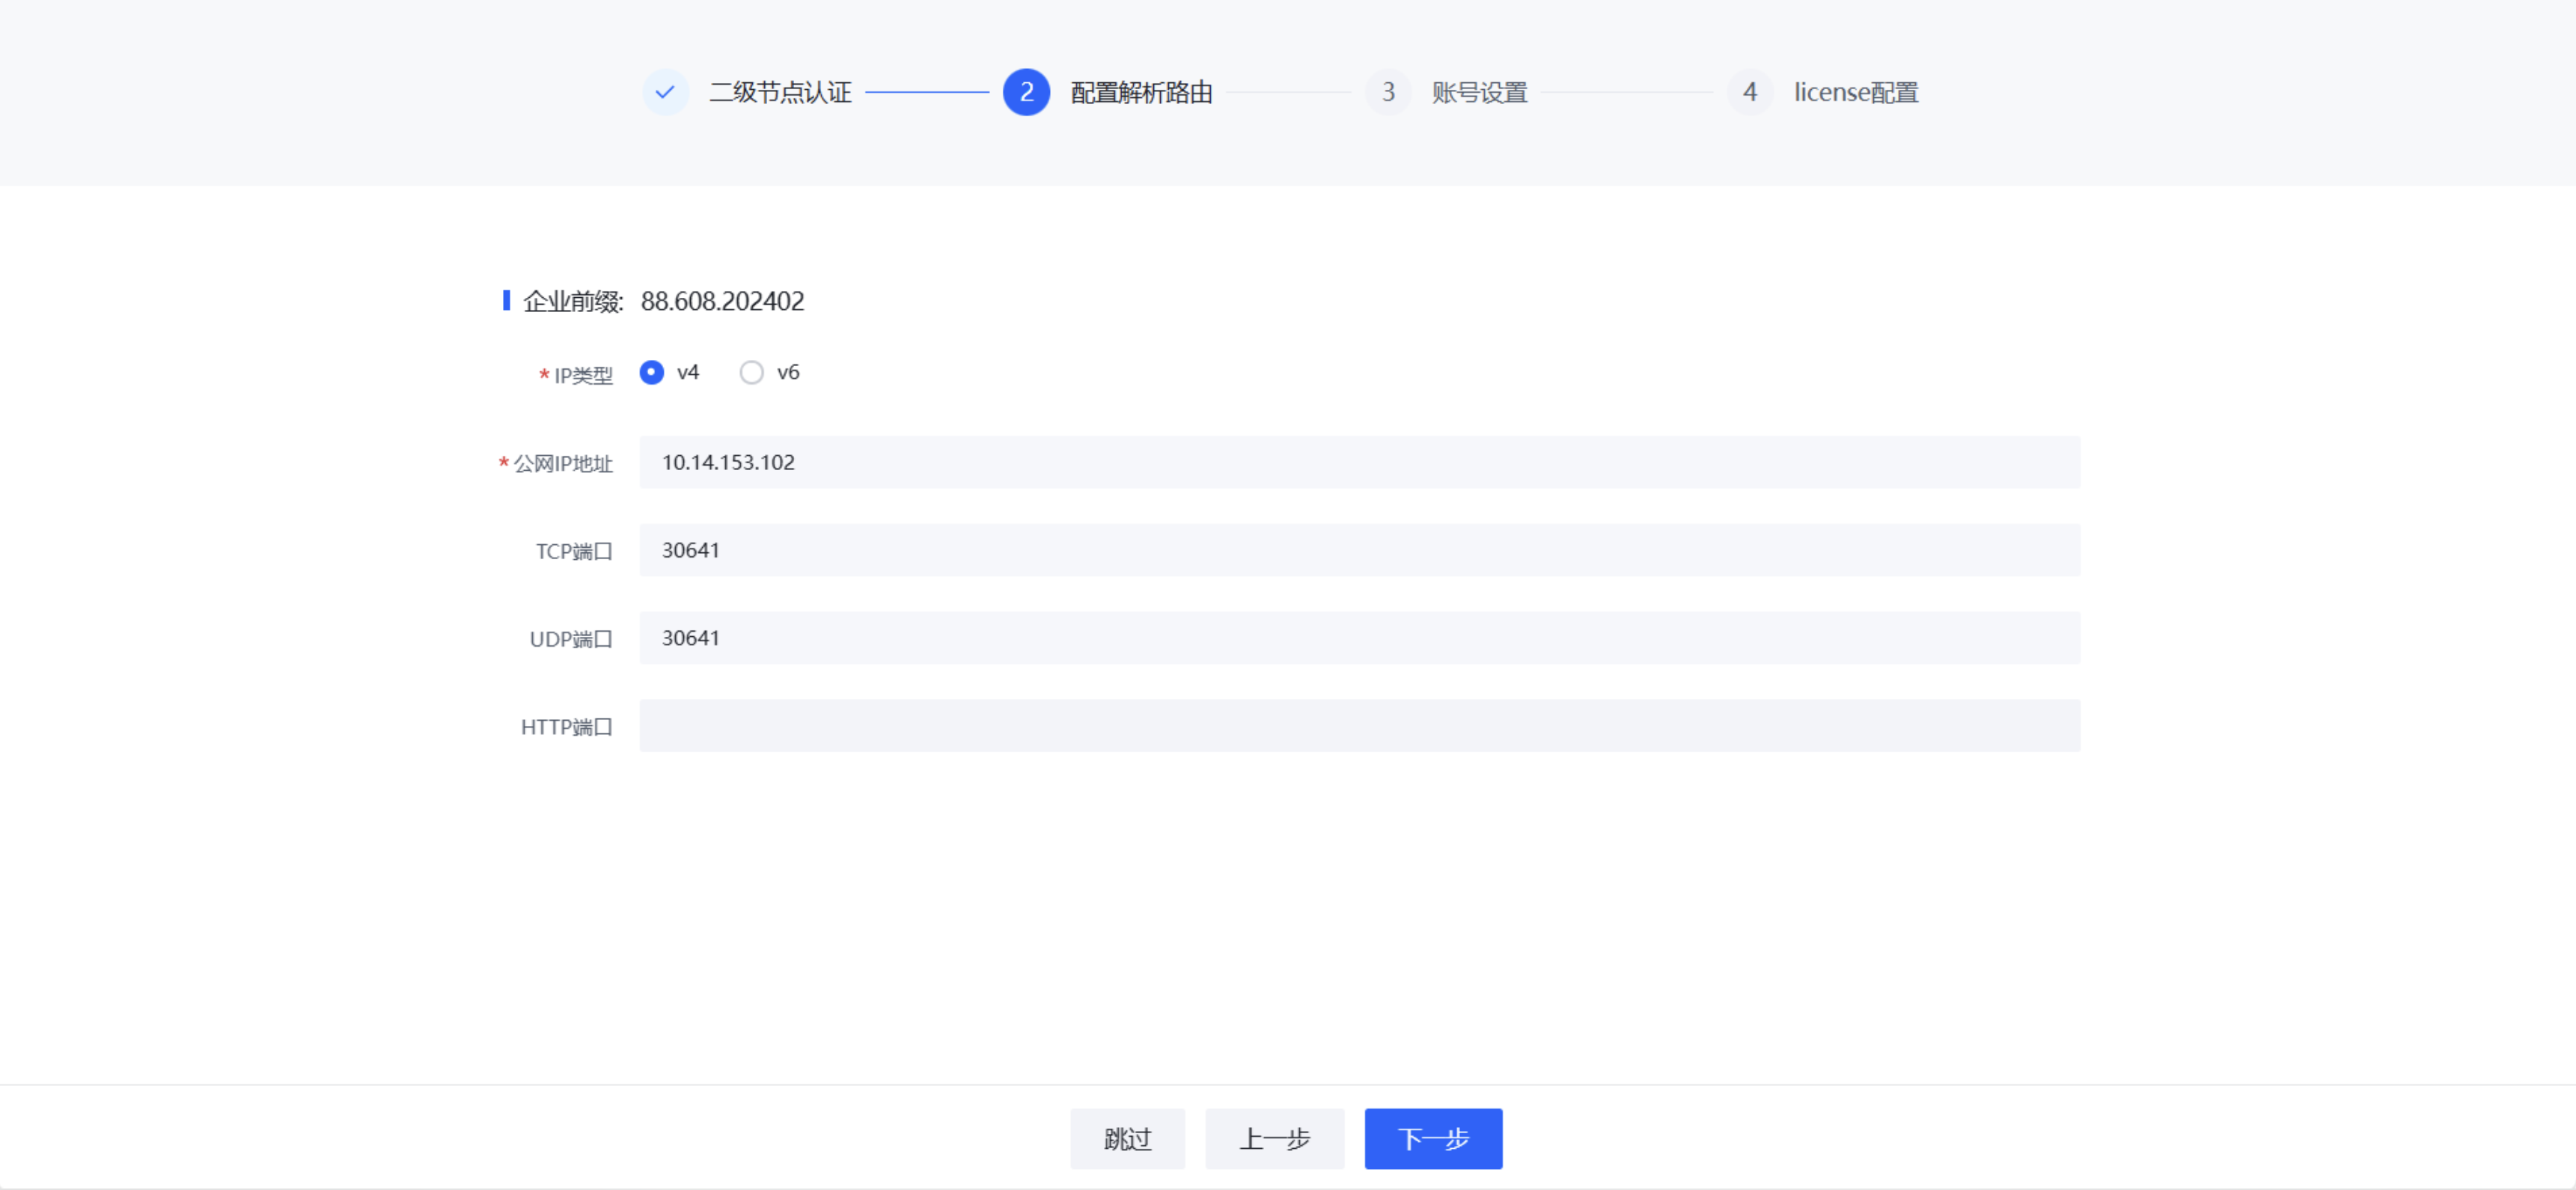 二级节点认证 2 配置解析路由 3 账号设置 4 license配置
企业前缀: 88.608.202402
* IP类型 v4 v6
* 公网IP地址 10.14.153.102
TCP端口 30641
UDP端口 30641
HTTP端口
跳过 上一步 下一步